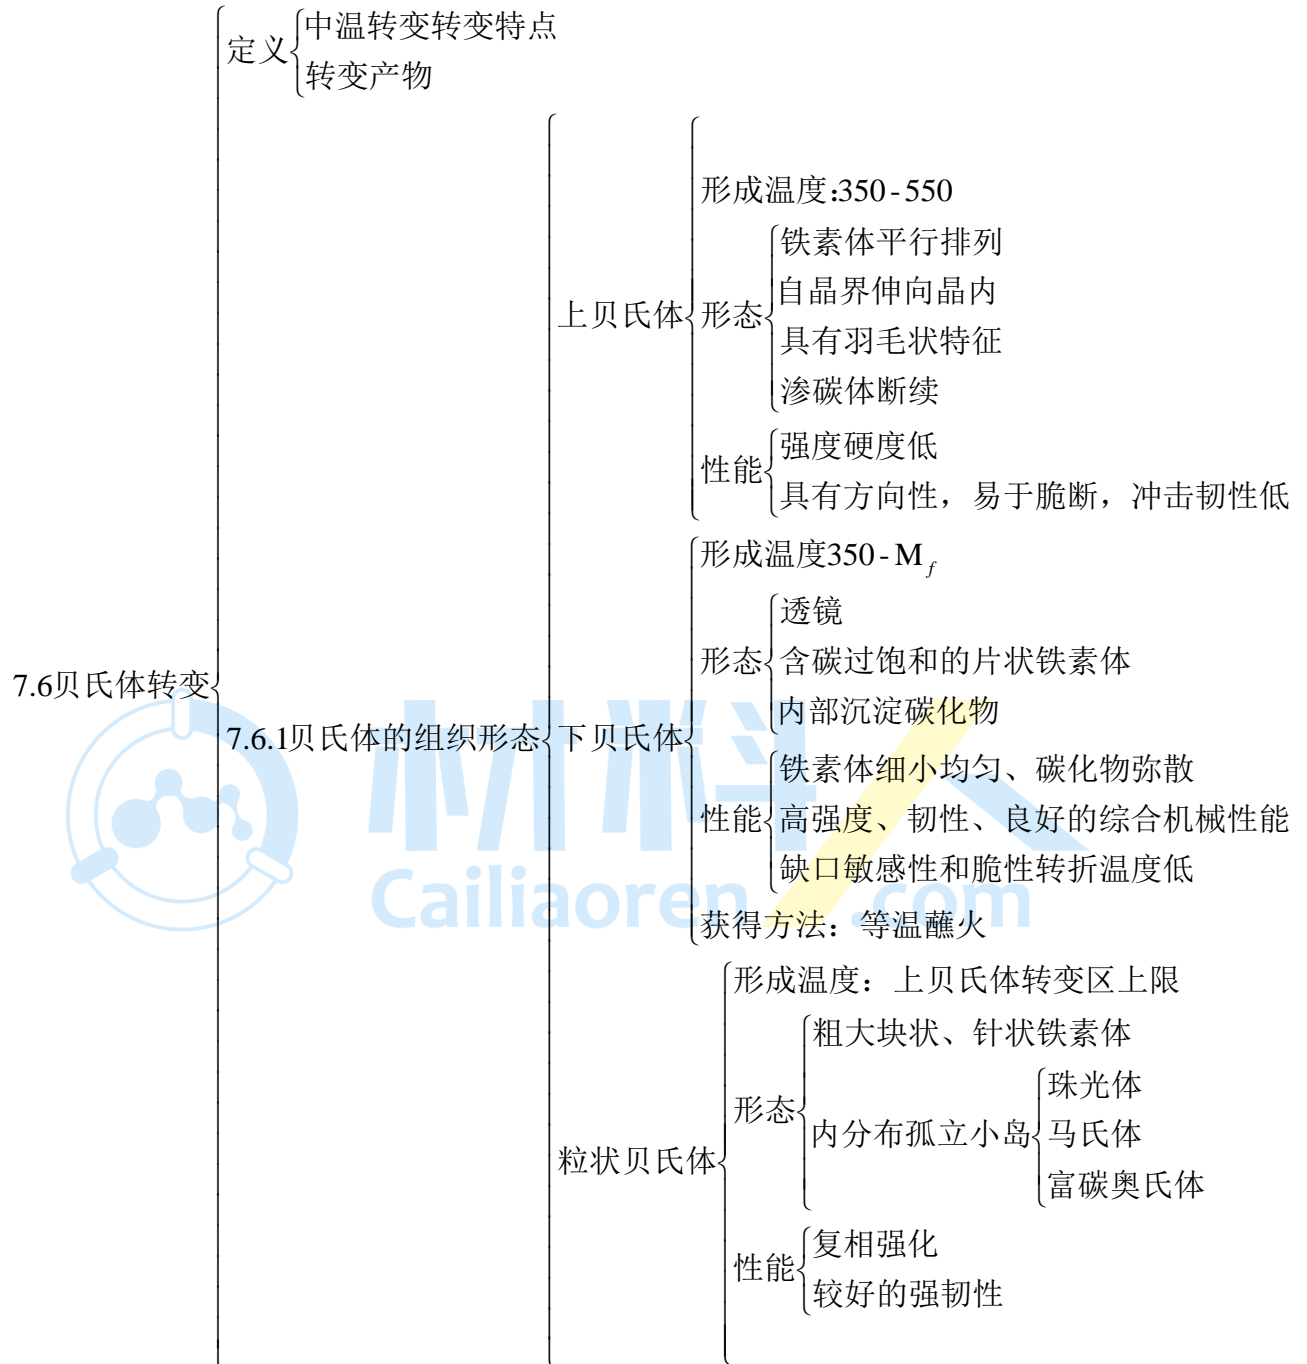 定义
中温转变转变特点
转变产物
形成温度:350-550
铁素体平行排列
自晶界伸向晶内
上贝氏体
形态
具有羽毛状特征
渗碳体断续
强度硬度低
性能
具有方向性，易于脆断，冲击韧性低
形成温度350-M_f
透镜
形态
含碳过饱和的片状铁素体
7.6贝氏体转变
内部沉淀碳化物
7.6.1贝氏体的组织形态
下贝氏体
铁素体细小均匀、碳化物弥散
性能
高强度、韧性、良好的综合机械性能
缺口敏感性和脆性转折温度低
获得方法：等温蘸火
形成温度：上贝氏体转变区上限
粗大块状、针状铁素体
形态
珠光体
内分布孤立小岛
马氏体
粒状贝氏体
富碳奥氏体
复相强化
性能
较好的强韧性
材料人
Cailiaoren.com